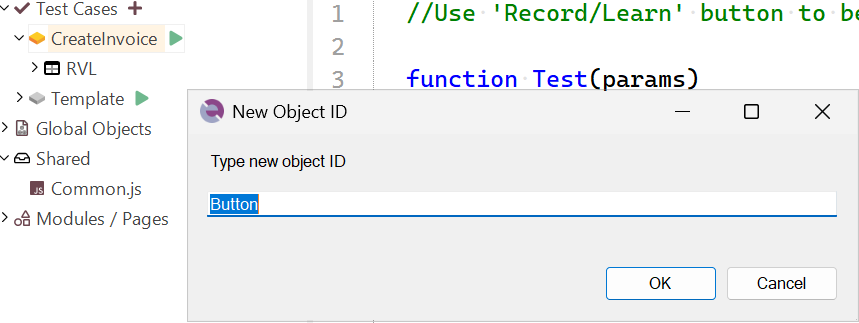 Test Cases +
CreateInvoice
RVL
Template
Global Objects
Shared
JS Common.js
Modules / Pages
1 //Use 'Record/Learn' button to be
2
3 function Test(params)
New Object ID
Type new object ID
Button
OK Cancel